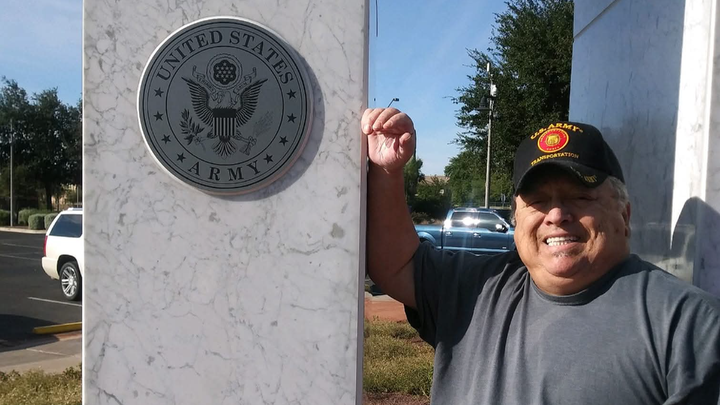 UNITED STATES
ARMY
U.S. ARMY
TRANSPORTATION